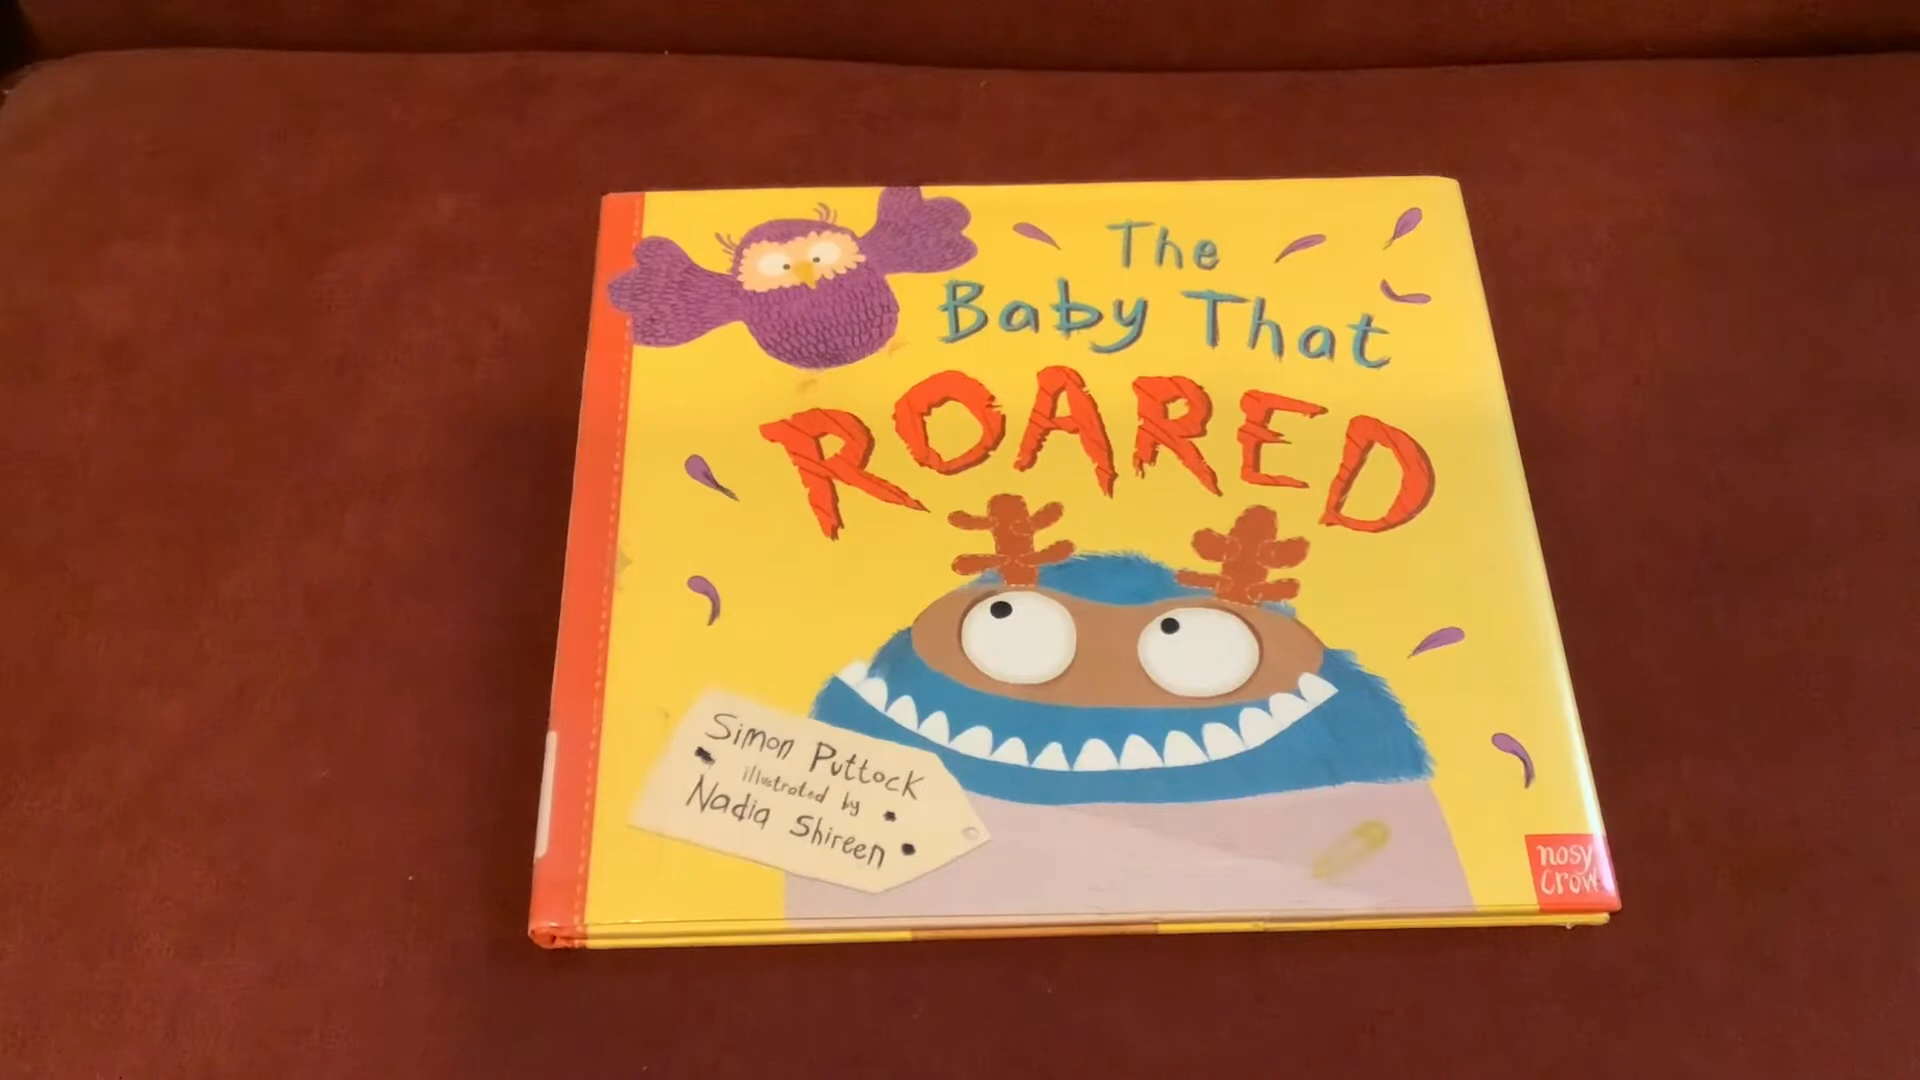 The
Baby That
ROARED
Simon Puttock
illustrated by
Nadia Shireen
nosy
crow